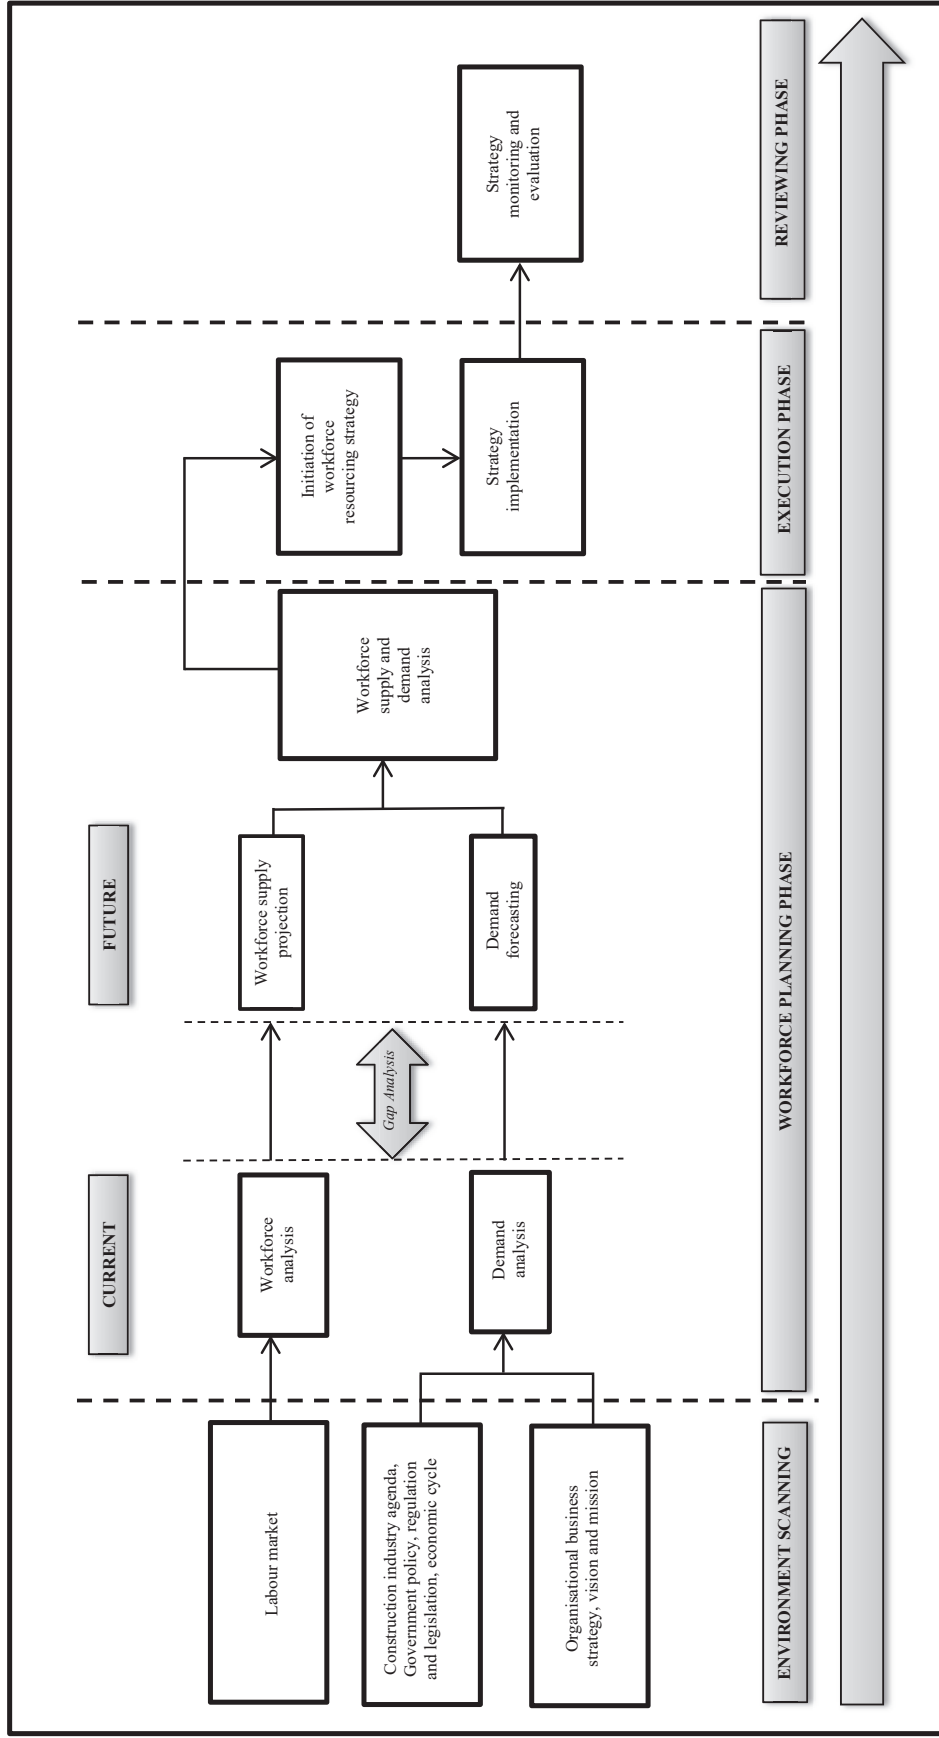 CURRENT
FUTURE
Labour market
Workforce
analysis
Workforce supply
projection
Construction industry agenda,
Government policy, regulation
and legislation, economic cycle
Gap Analysis
Organisational business
strategy, vision and mission
Demand
analysis
Demand
forecasting
Workforce
supply and
demand
analysis
Initiation of
workforce
resourcing strategy
Strategy
implementation
Strategy
monitoring and
evaluation
ENVIRONMENT SCANNING
WORKFORCE PLANNING PHASE
EXECUTION PHASE
REVIEWING PHASE